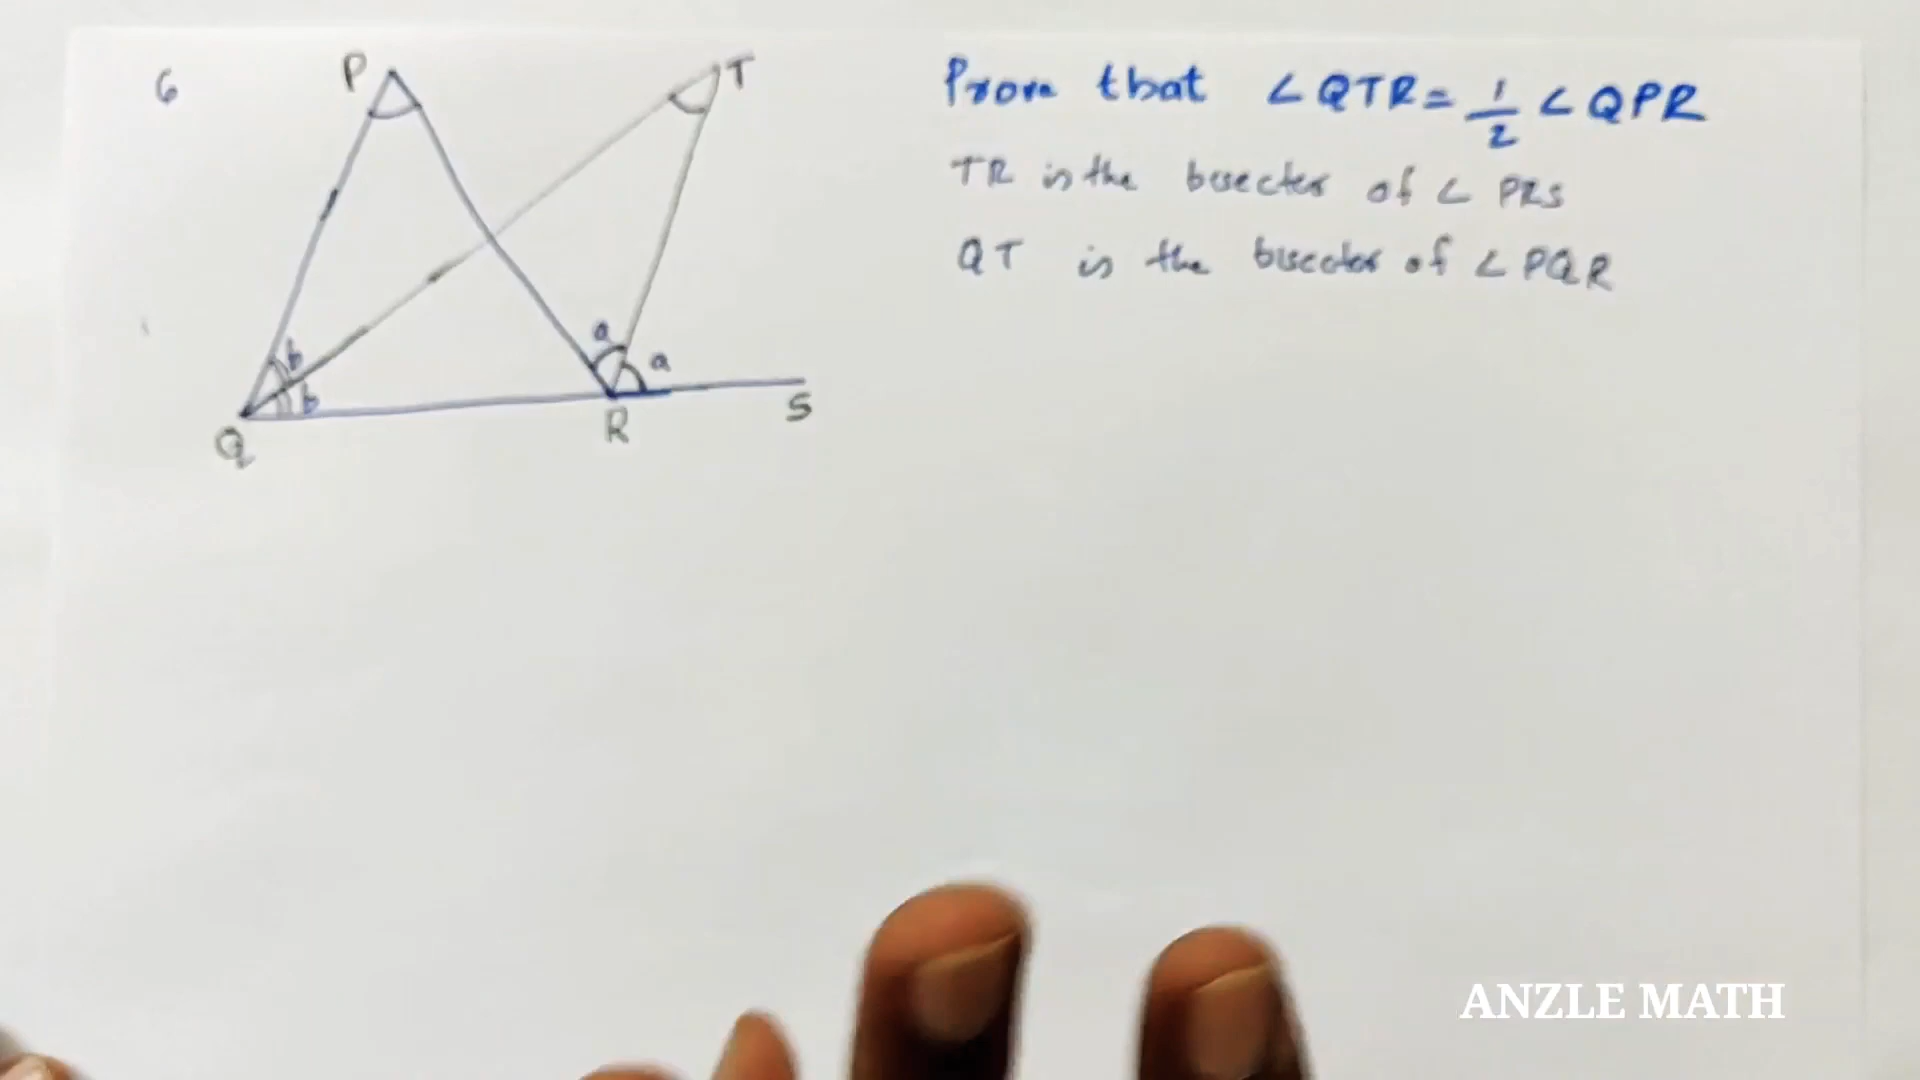 6
P
T
Prove that ∠QTR = 1/2 ∠QPR
TR is the bisector of ∠ PRS
QT is the bisector of ∠ PQR
a
a
b
b
Q
R
S
ANZLE MATH